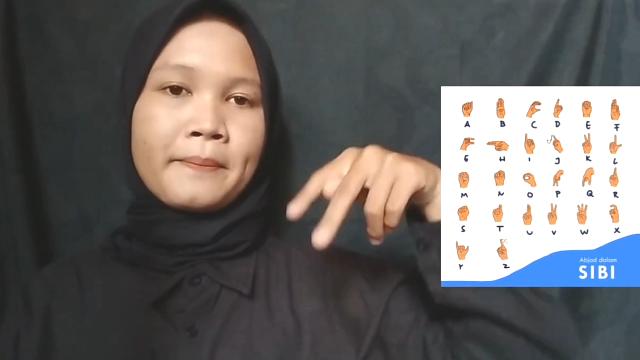 A B C D E F
G H I J K L
M N O P Q R
S T U V W X
Y Z
Abjad dalam
SIBI